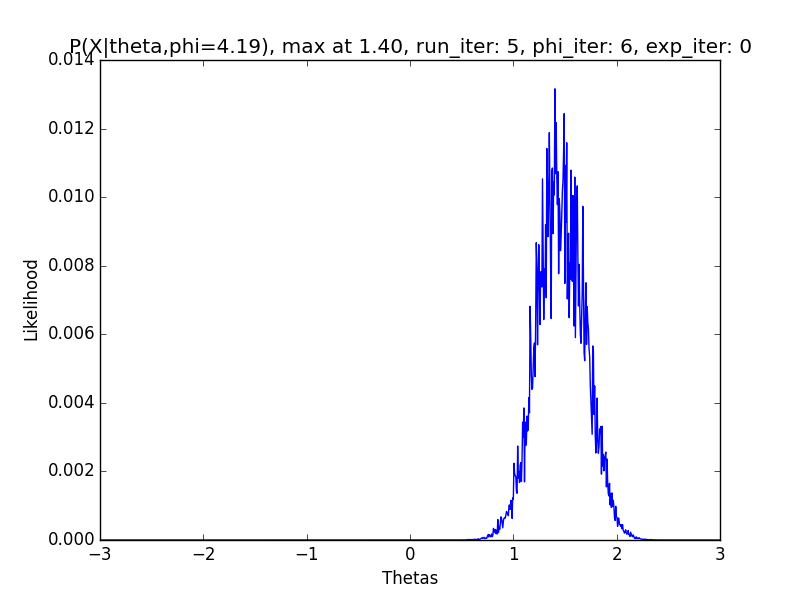 P(X|theta,phi=4.19), max at 1.40, run_iter: 5, phi_iter: 6, exp_iter: 0
0.014
0.012
0.010
0.008
0.006
0.004
0.002
0.000
Likelihood
−3 −2 −1 0 1 2 3
Thetas